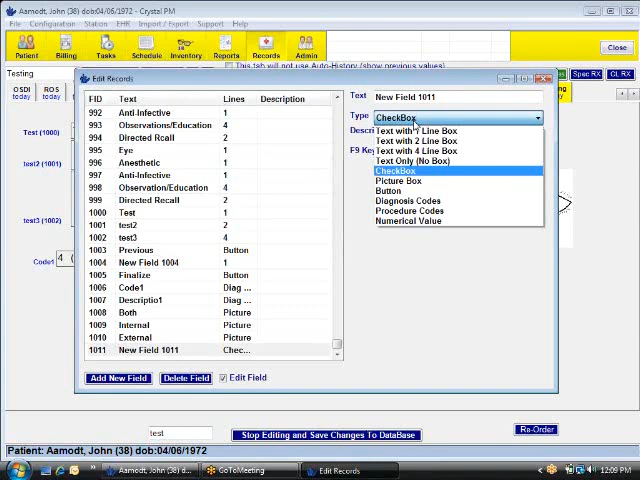 Aamodt, John (38) dob:04/06/1972 - Crystal PM
File Configuration Station ER Import / Export Support Help
Patient Billing Tasks Schedule Inventory Reports Records Admin Close
This tab will not use Auto-History (show previous values)
Testing
Spec RX CL RX
OSDI today ROS today
Test (1000)
test2 (1001)
test3 (1002)
Code1 4 (
Edit Records
FID Text Lines Description
992 Anti-Infective 1
993 Observations/Education 4
994 Directed Rcall 2
995 Eye 1
996 Anesthetic 1
997 Anti-Infective 1
998 Observations/Education 4
999 Directed Rcall 2
1000 Test 1
1001 test2 2
1002 test3 4
1003 Previous Button
1004 New Field 1004 1
1005 Finalize Button
1006 Code1 Diag ...
1007 Descriptio1 Diag ...
1008 Both Picture
1009 Internal Picture
1010 External Picture
1011 New Field 1011 Chec...
Add New Field Delete Field Edit Field
Text New Field 1011
Type CheckBox
Descri
F9 Key
Text with 1 Line Box
Text with 2 Line Box
Text with 4 Line Box
Text Only (No Box)
CheckBox
Picture Box
Button
Diagnosis Codes
Procedure Codes
Numerical Value
test
Stop Editing and Save Changes To DataBase
Re-Order
Patient: Aamodt, John (38) dob:04/06/1972
Aamodt, John (38) d... GoToMeeting Edit Records 12:09 PM